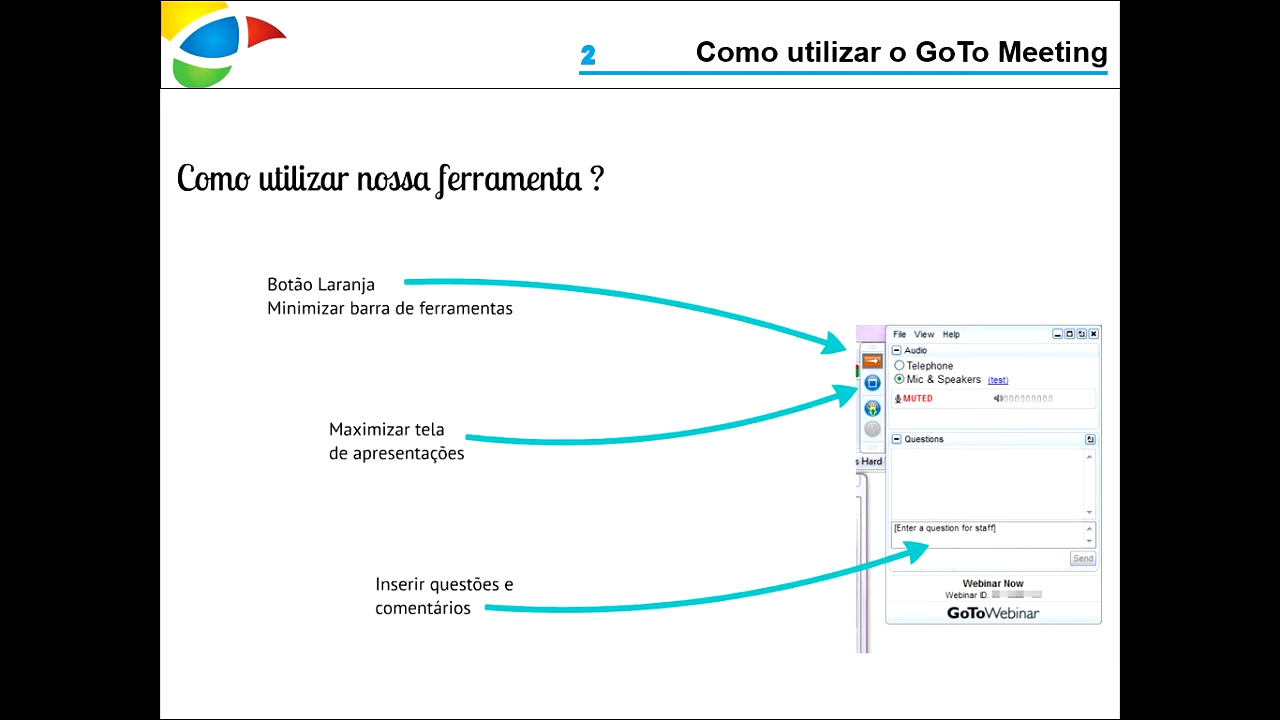 2
Como utilizar o GoTo Meeting
Como utilizar nossa ferramenta ?
Botão Laranja
Minimizar barra de ferramentas
Maximizar tela
de apresentações
Inserir questões e
comentários
File View Help
Audio
Telephone
Mic & Speakers (test)
MUTED
Questions
s Hard
[Enter a question for staff]
Send
Webinar Now
Webinar ID:
GoToWebinar